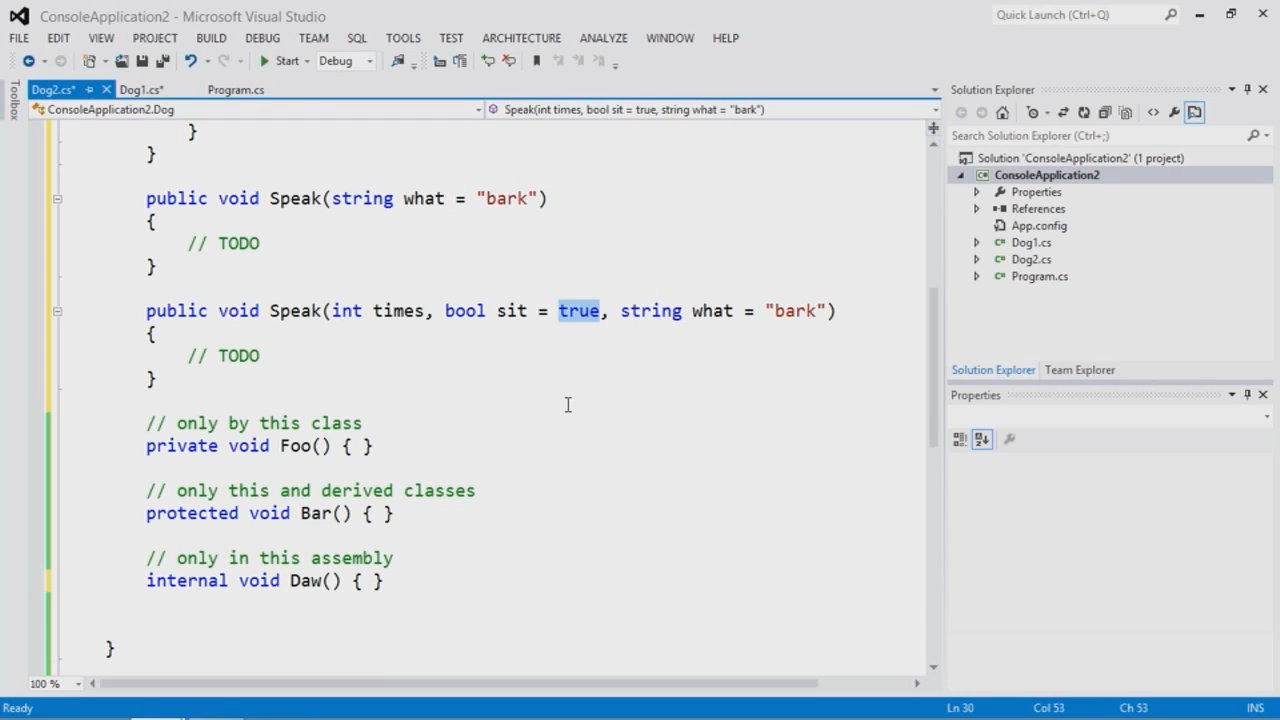 ConsoleApplication2 - Microsoft Visual Studio
Quick Launch (Ctrl+Q)
FILE EDIT VIEW PROJECT BUILD DEBUG TEAM SQL TOOLS TEST ARCHITECTURE ANALYZE WINDOW HELP
Start Debug
Toolbox
Dog2.cs* Dog1.cs* Program.cs
ConsoleApplication2.Dog
Speak(int times, bool sit = true, string what = "bark")
}
}
public void Speak(string what = "bark")
{
// TODO
}
public void Speak(int times, bool sit = true, string what = "bark")
{
// TODO
}
// only by this class
private void Foo() { }
// only this and derived classes
protected void Bar() { }
// only in this assembly
internal void Daw() { }
}
100 %
Solution Explorer
Search Solution Explorer (Ctrl+;)
Solution 'ConsoleApplication2' (1 project)
ConsoleApplication2
Properties
References
App.config
Dog1.cs
Dog2.cs
Program.cs
Solution Explorer Team Explorer
Properties
Ready
Ln 30 Col 53 Ch 53 INS